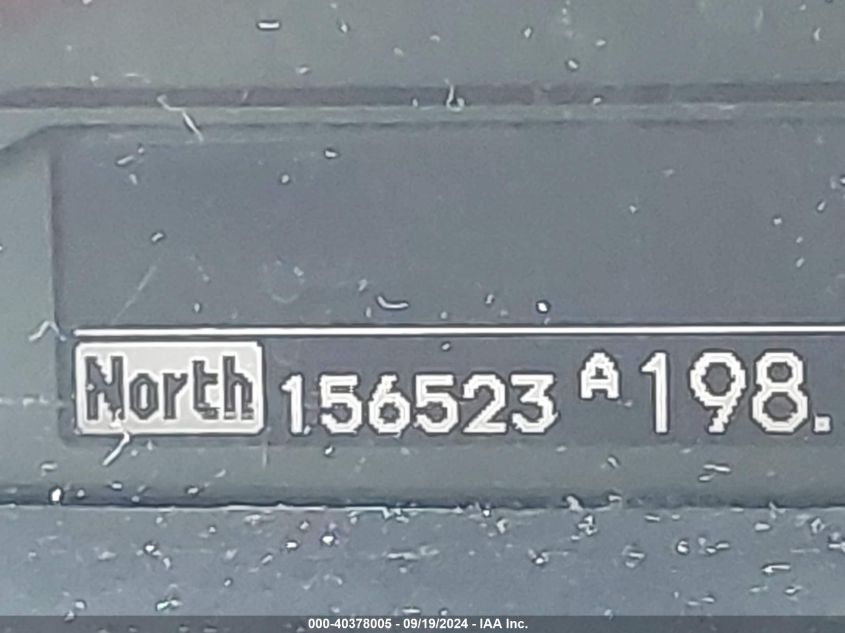 North 156523 A 198.
000-40378005 - 09/19/2024 - IAA Inc.